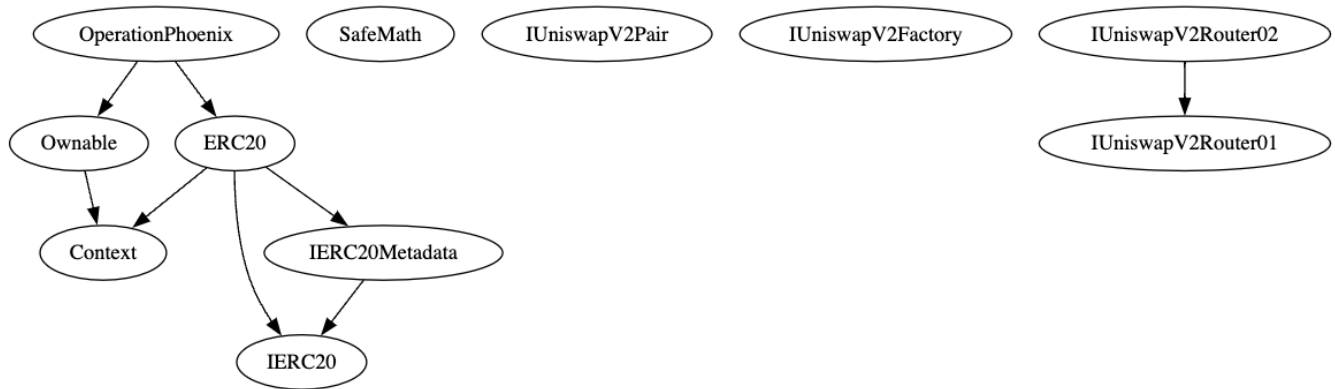 OperationPhoenix SafeMath IUniswapV2Pair IUniswapV2Factory IUniswapV2Router02
Ownable ERC20 IUniswapV2Router01
Context IERC20Metadata
IERC20